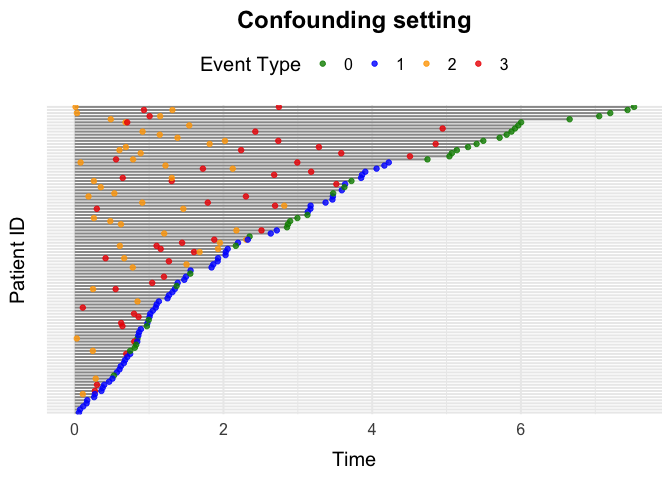 Confounding setting
Event Type 0 1 2 3
Patient ID
0 2 4 6
Time